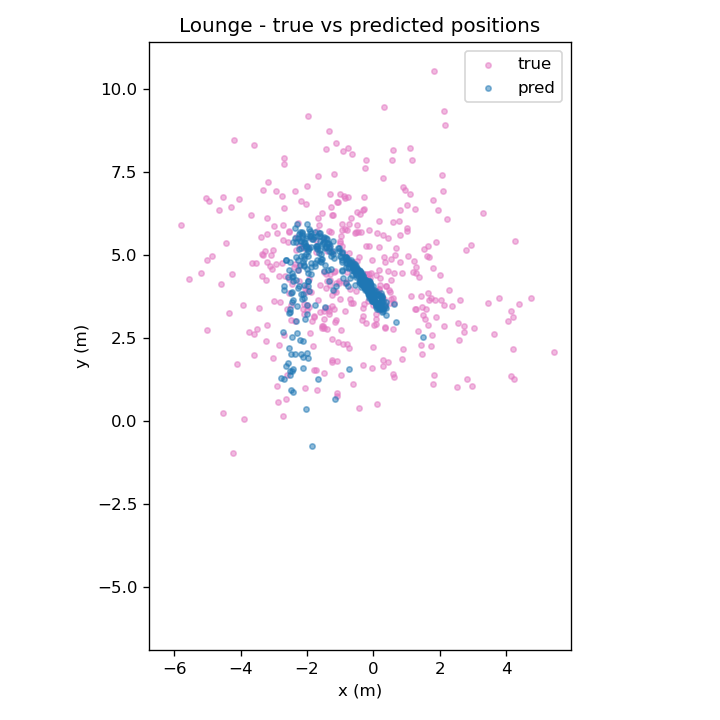 Lounge - true vs predicted positions
true
pred
10.0
7.5
5.0
2.5
0.0
−2.5
−5.0
y (m)
−6 −4 −2 0 2 4
x (m)